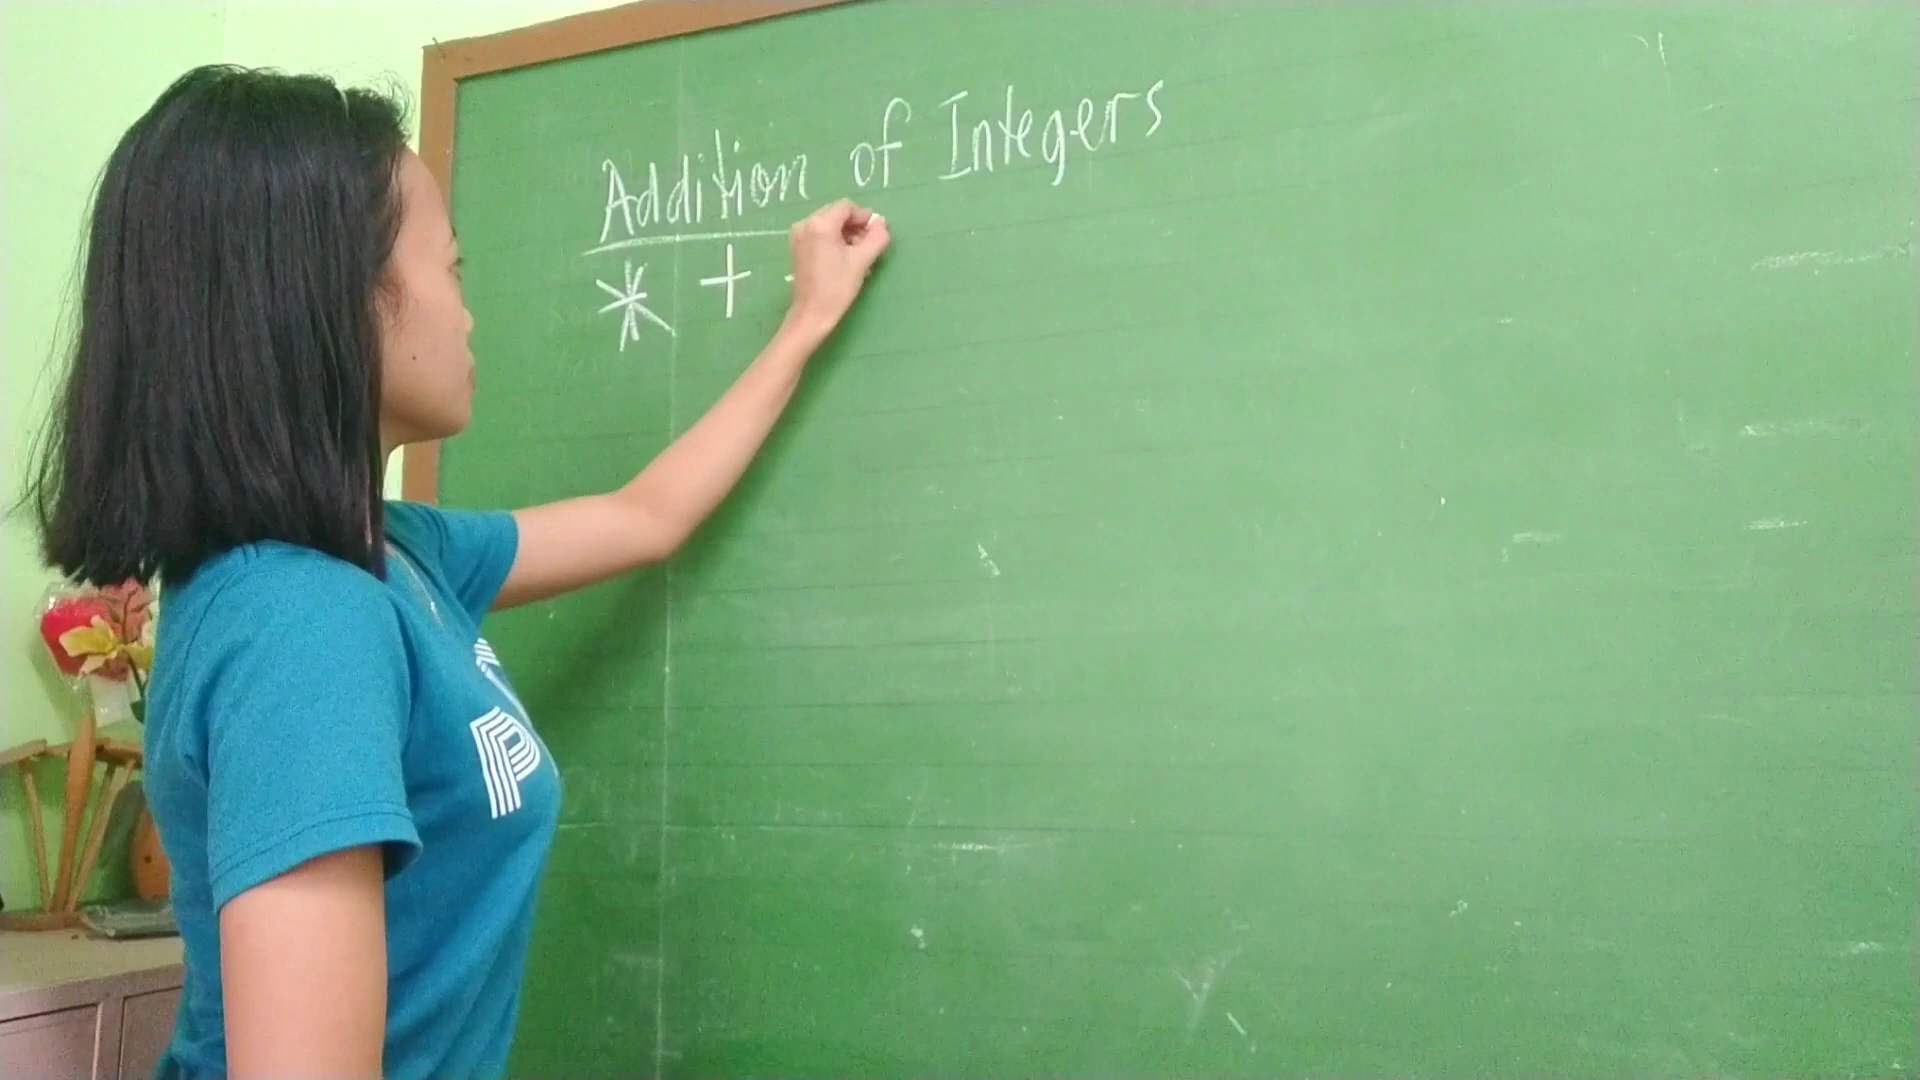 Addition of Integers
* + -
P